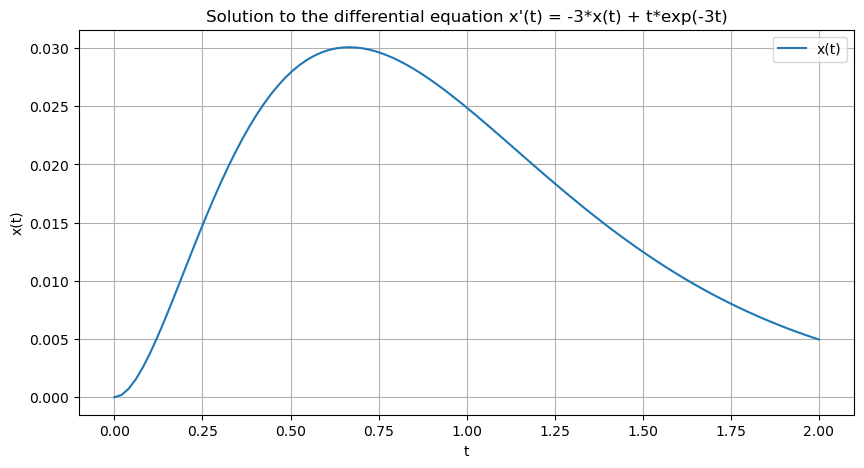 Solution to the differential equation x'(t) = -3*x(t) + t*exp(-3t)
x(t)
0.030
0.025
0.020
0.015
0.010
0.005
0.000
x(t)
0.00 0.25 0.50 0.75 1.00 1.25 1.50 1.75 2.00
t